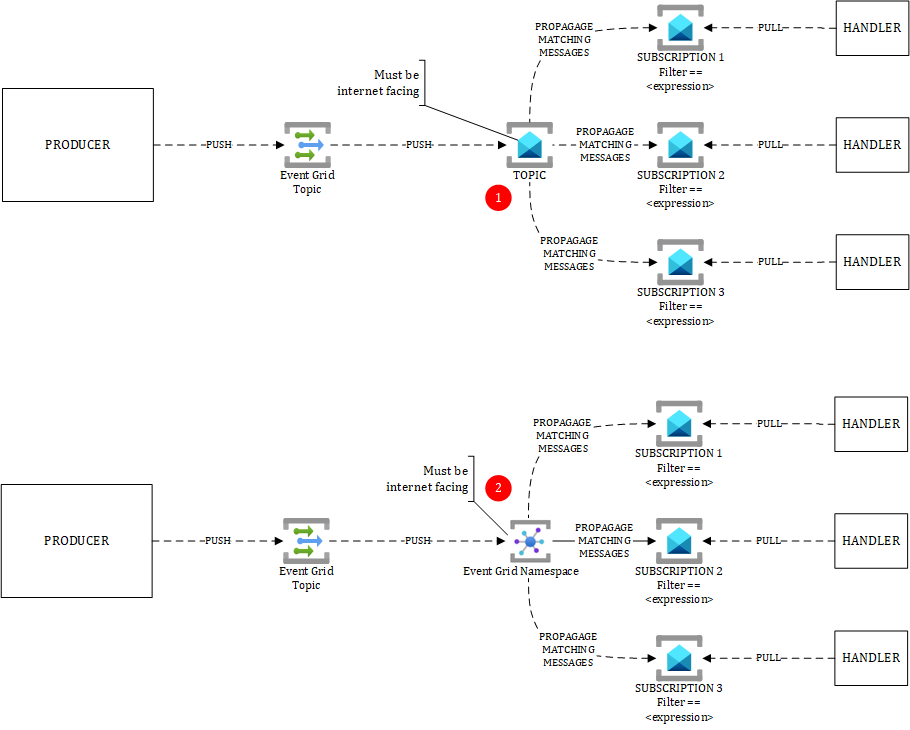 PROPAGAGE
MATCHING
MESSAGES
SUBSCRIPTION 1
Filter ==
<expression>
PULL
HANDLER
Must be
internet facing
PRODUCER
PUSH
Event Grid
Topic
PUSH
TOPIC
1
PROPAGAGE
MATCHING
MESSAGES
SUBSCRIPTION 2
Filter ==
<expression>
PULL
HANDLER
PROPAGAGE
MATCHING
MESSAGES
SUBSCRIPTION 3
Filter ==
<expression>
PULL
HANDLER
PROPAGAGE
MATCHING
MESSAGES
SUBSCRIPTION 1
Filter ==
<expression>
PULL
HANDLER
Must be
internet facing
2
PRODUCER
PUSH
Event Grid
Topic
PUSH
Event Grid Namespace
PROPAGAGE
MATCHING
MESSAGES
SUBSCRIPTION 2
Filter ==
<expression>
PULL
HANDLER
PROPAGAGE
MATCHING
MESSAGES
SUBSCRIPTION 3
Filter ==
<expression>
PULL
HANDLER